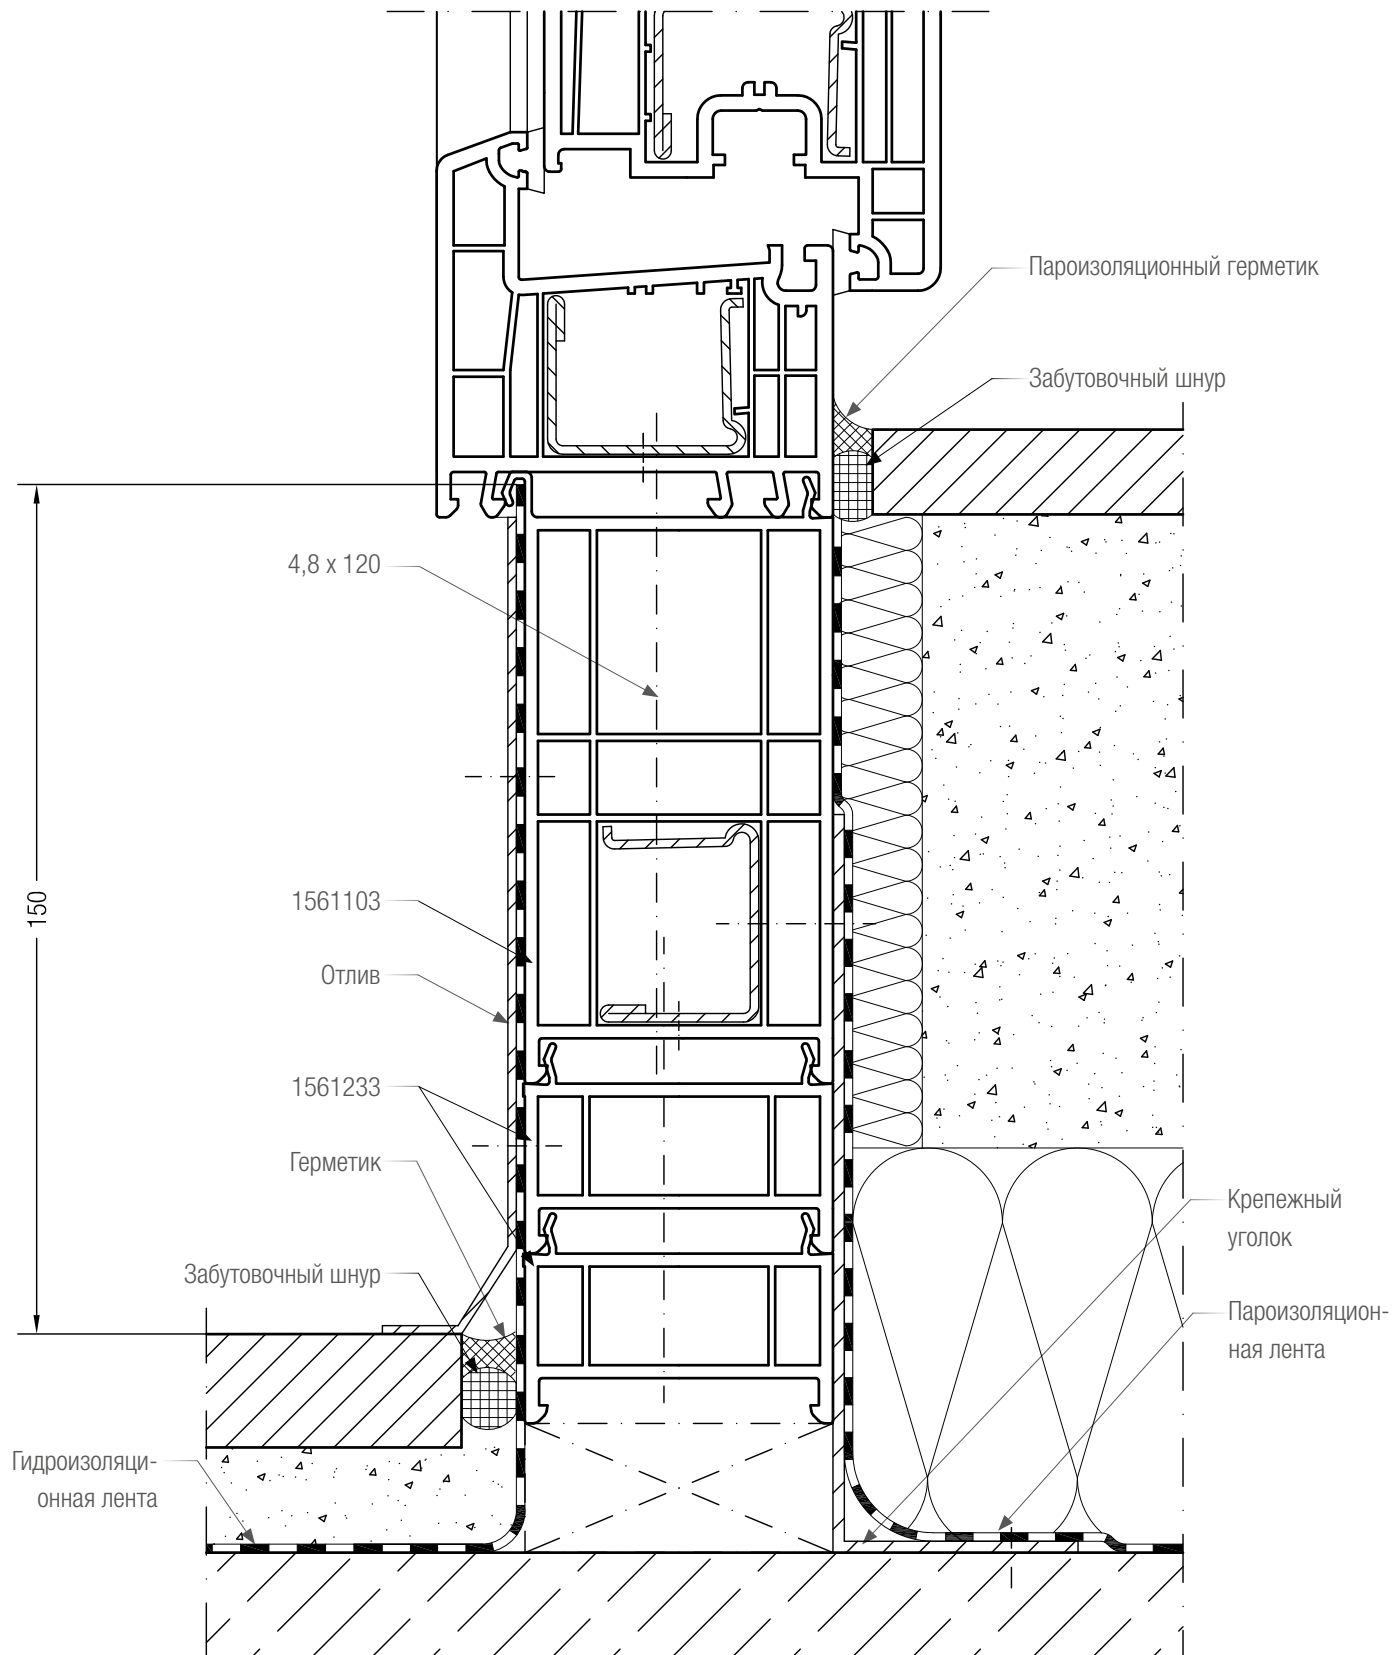 Пароизоляционный герметик
Забутовочный шнур
4,8 x 120
150
1561103
Отлив
1561233
Герметик
Забутовочный шнур
Крепежный
уголок
Пароизоляцион-
ная лента
Гидроизоляци-
онная лента